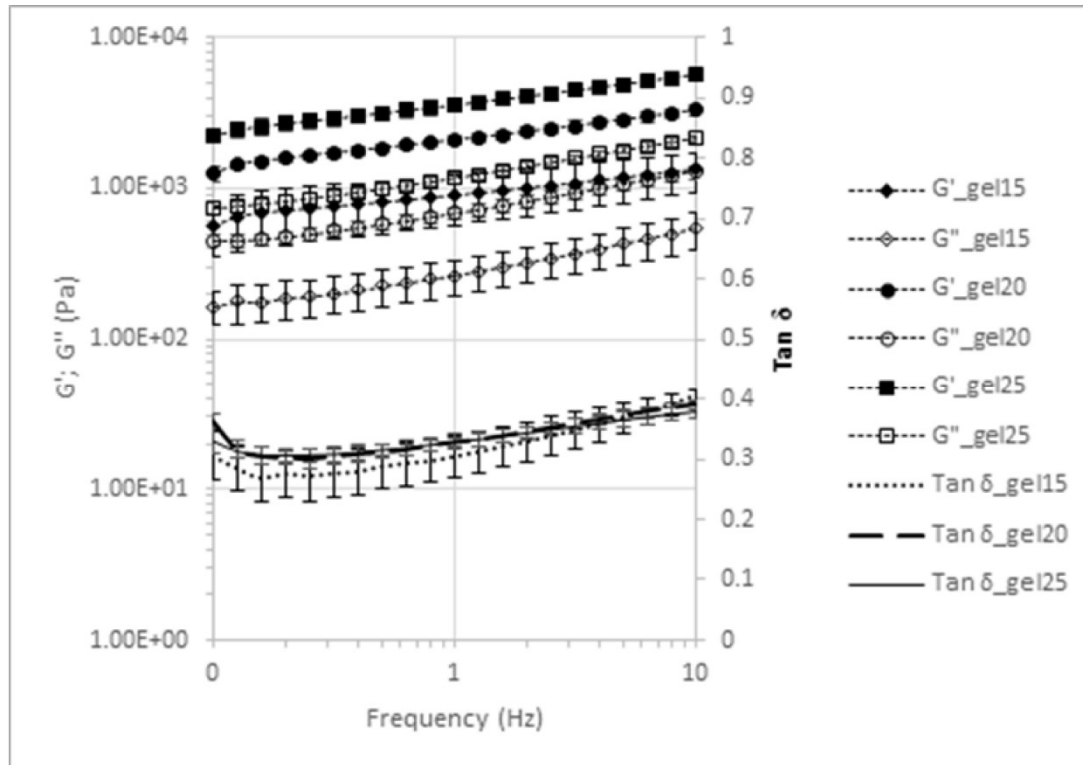 1.00E+04
1.00E+03
1.00E+02
1.00E+01
1.00E+00
G'; G" (Pa)
0
1
10
Frequency (Hz)
1
0.9
0.8
0.7
0.6
0.5
0.4
0.3
0.2
0.1
0
Tan δ
G'_gel15
G"_gel15
G'_gel20
G"_gel20
G'_gel25
G"_gel25
Tan δ_gel15
Tan δ_gel20
Tan δ_gel25